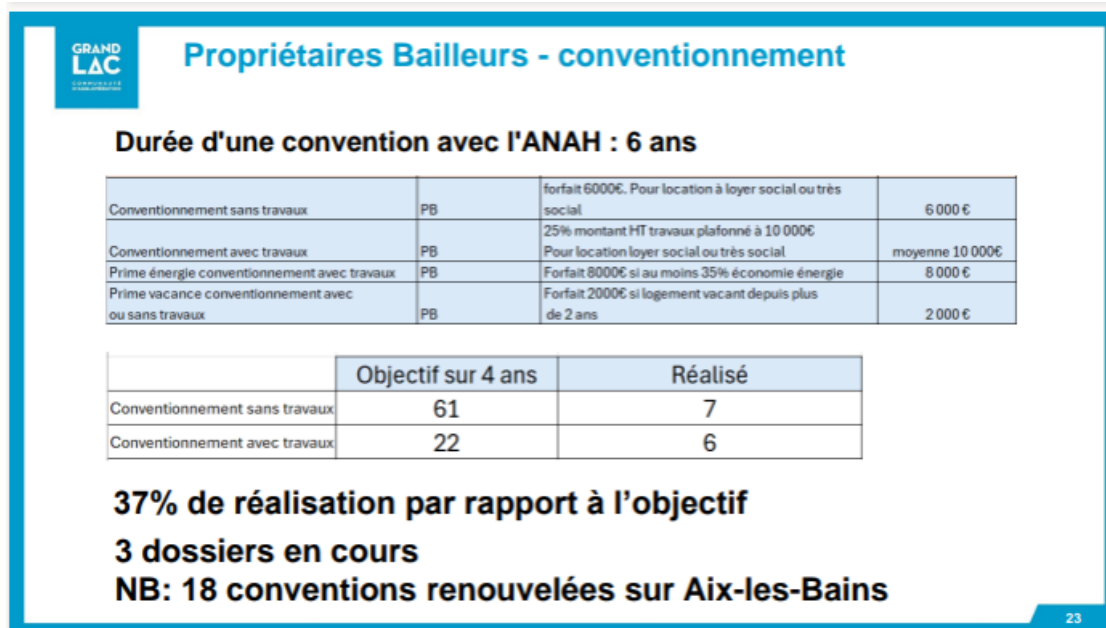 GRAND
LAC
Propriétaires Bailleurs - conventionnement
Durée d'une convention avec l'ANAH : 6 ans
forfait 6000€. Pour location à loyer social ou très
Conventionnement sans travaux PB social 6 000 €
25% montant HT travaux plafonné à 10 000€
Conventionnement avec travaux PB Pour location loyer social ou très social moyenne 10 000€
Prime énergie conventionnement avec travaux PB Forfait 8000€ si au moins 35% économie énergie 8 000 €
Prime vacance conventionnement avec Forfait 2000€ si logement vacant depuis plus
ou sans travaux PB de 2 ans 2 000 €
Objectif sur 4 ans Réalisé
Conventionnement sans travaux 61 7
Conventionnement avec travaux 22 6
37% de réalisation par rapport à l’objectif
3 dossiers en cours
NB: 18 conventions renouvelées sur Aix-les-Bains
23